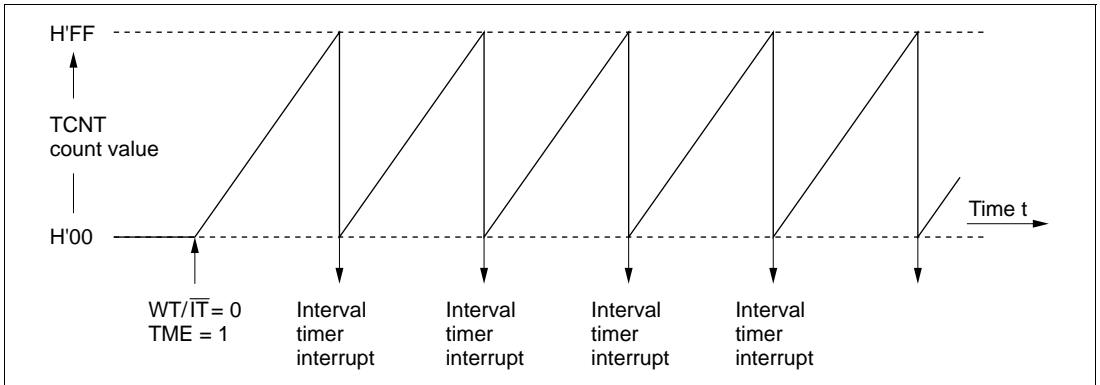 H'FF
TCNT
count value
H'00
Time t
WT/I̅T̅ = 0
TME = 1
Interval
timer
interrupt
Interval
timer
interrupt
Interval
timer
interrupt
Interval
timer
interrupt